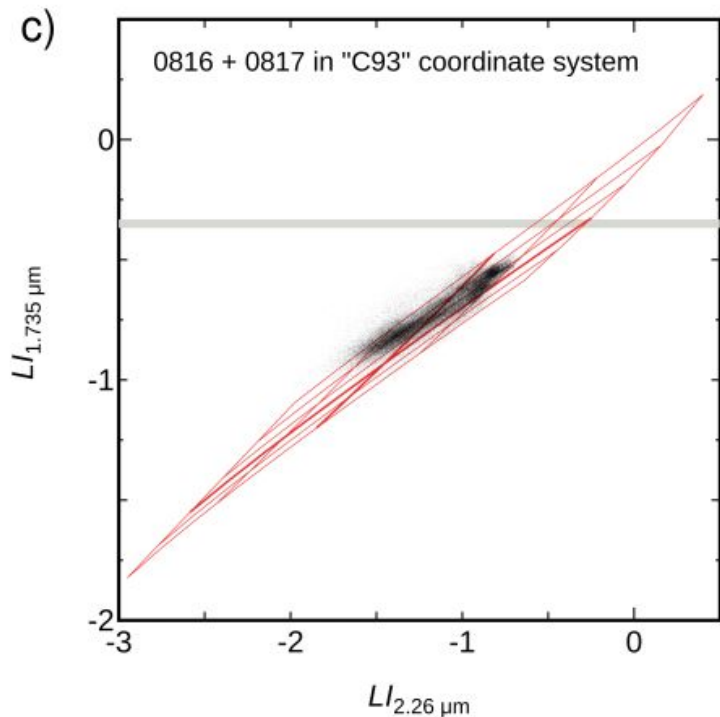 c)
0816 + 0817 in "C93" coordinate system
0
-1
-2
LI1.735 μm
-3
-2
-1
0
LI2.26 μm